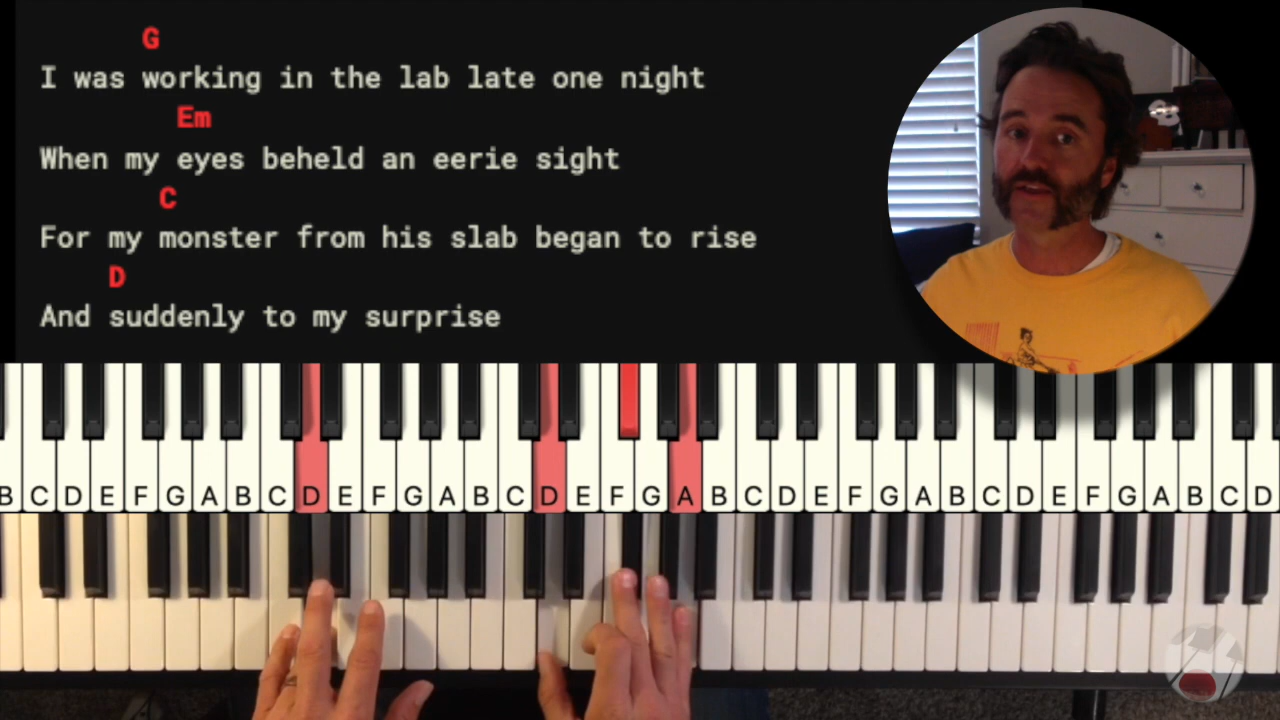 G
I was working in the lab late one night
Em
When my eyes beheld an eerie sight
C
For my monster from his slab began to rise
D
And suddenly to my surprise
B C D E F G A B C D E F G A B C D E F G A B C D E F G A B C D E F G A B C D